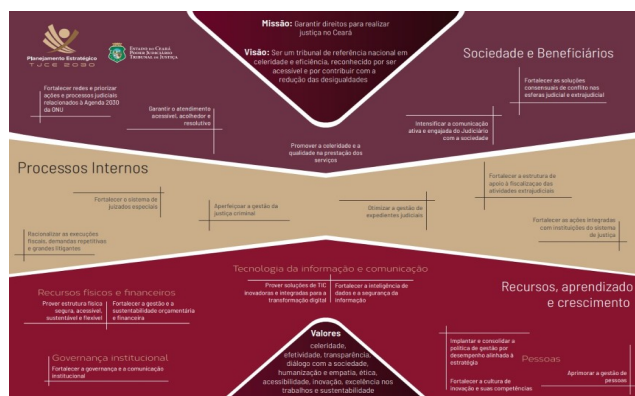 Missão: Garantir direitos para realizar
justiça no Ceará
Visão: Ser um tribunal de referência nacional em
celeridade e eficiência, reconhecido por ser
acessível e por contribuir com a
redução das desigualdades
Planejamento Estratégico
TJCE 2030
Estado do Ceará
Poder Judiciário
Tribunal de Justiça
Sociedade e Beneficiários
Fortalecer redes e priorizar
ações e processos judiciais
relacionados à Agenda 2030
da ONU
Garantir o atendimento
acessível, acolhedor e
resolutivo
Promover a celeridade e a
qualidade na prestação dos
serviços
Intensificar a comunicação
ativa e engajada do Judiciário
com a sociedade
Fortalecer as soluções
consensuais de conflito nas
esferas judicial e extrajudicial
Processos Internos
Racionalizar as execuções
fiscais, demandas repetitivas
e grandes litigantes
Fortalecer o sistema de
juizados especiais
Aperfeiçoar a gestão da
justiça criminal
Otimizar a gestão de
expedientes judiciais
Fortalecer a estrutura de
apoio à fiscalização das
atividades extrajudiciais
Fortalecer as ações integradas
com instituições do sistema
de justiça
Recursos, aprendizado
e crescimento
Tecnologia da informação e comunicação
Prover soluções de TIC
inovadoras e integradas para a
transformação digital
Fortalecer a inteligência de
dados e a segurança da
informação
Recursos físicos e financeiros
Prover estrutura física
segura, acessível,
sustentável e flexível
Fortalecer a gestão e a
sustentabilidade orçamentária
e financeira
Governança institucional
Fortalecer a governança e a comunicação
institucional
Valores
celeridade,
efetividade, transparência,
diálogo com a sociedade,
humanização e empatia, ética,
acessibilidade, inovação, excelência nos
trabalhos e sustentabilidade
Implantar e consolidar a
política de gestão por
desempenho alinhada à
estratégia
Pessoas
Fortalecer a cultura de
inovação e suas competências
Aprimorar a gestão de
pessoas